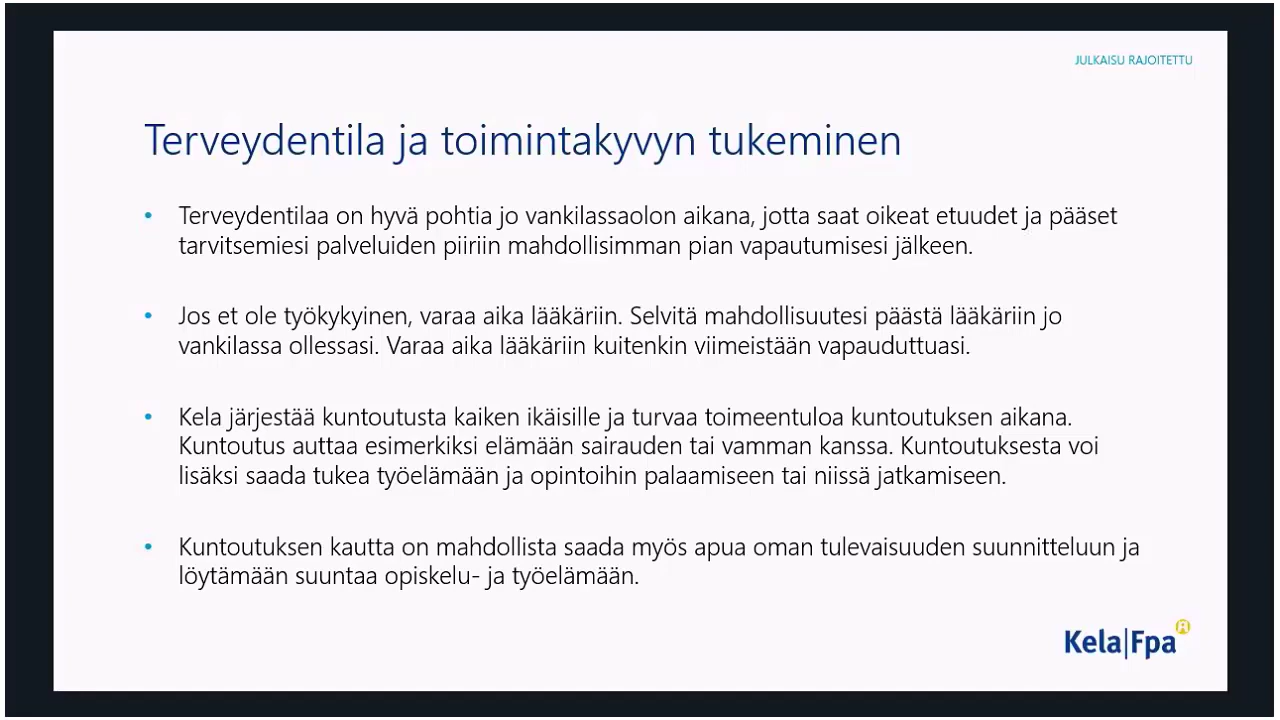 JULKAISU RAJOITETTU
Terveydentila ja toimintakyvyn tukeminen
• Terveydentilaa on hyvä pohtia jo vankilassaolon aikana, jotta saat oikeat etuudet ja pääset
tarvitsemiesi palveluiden piiriin mahdollisimman pian vapautumisesi jälkeen.
• Jos et ole työkykyinen, varaa aika lääkäriin. Selvitä mahdollisuutesi päästä lääkäriin jo
vankilassa ollessasi. Varaa aika lääkäriin kuitenkin viimeistään vapauduttuasi.
• Kela järjestää kuntoutusta kaiken ikäisille ja turvaa toimeentuloa kuntoutuksen aikana.
Kuntoutus auttaa esimerkiksi elämään sairauden tai vamman kanssa. Kuntoutuksesta voi
lisäksi saada tukea työelämään ja opintoihin palaamiseen tai niissä jatkamiseen.
• Kuntoutuksen kautta on mahdollista saada myös apua oman tulevaisuuden suunnitteluun ja
löytämään suuntaa opiskelu- ja työelämään.
Kela|Fpa